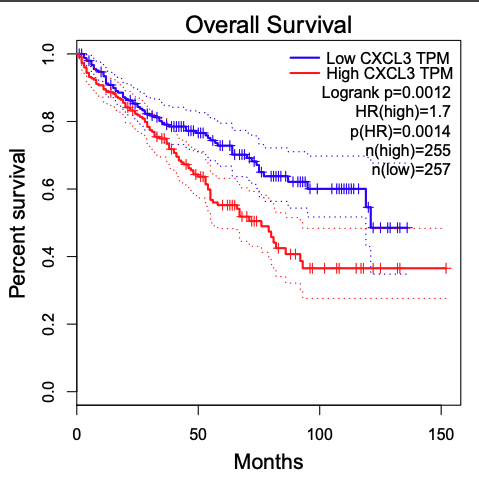 Overall Survival
Low CXCL3 TPM
High CXCL3 TPM
Logrank p=0.0012
HR(high)=1.7
p(HR)=0.0014
n(high)=255
n(low)=257
Percent survival
1.0
0.8
0.6
0.4
0.2
0.0
0 50 100 150
Months